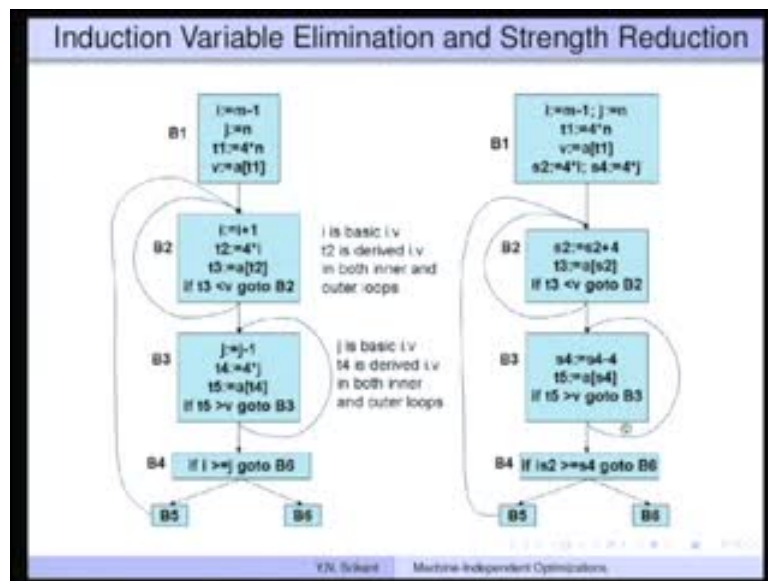 Induction Variable Elimination and Strength Reduction
B1
i:=m-1
j:=n
t1:=4*n
v:=a[t1]
B2
i:=i+1
t2:=4*i
t3:=a[t2]
if t3 <v goto B2
i is basic i.v
t2 is derived i.v
in both inner and
outer loops
B3
j:=j-1
t4:=4*j
t5:=a[t4]
if t5 >v goto B3
j is basic i.v
t4 is derived i.v
in both inner
and outer loops
B4
if i >=j goto B6
B5
B6
B1
i:=m-1; j:=n
t1:=4*n
v:=a[t1]
s2:=4*i; s4:=4*j
B2
s2:=s2+4
t3:=a[s2]
if t3 <v goto B2
B3
s4:=s4-4
t5:=a[s4]
if t5 >v goto B3
B4
if is2 >=s4 goto B6
B5
B6
Y.N. Srikant
Machine-Independent Optimizations